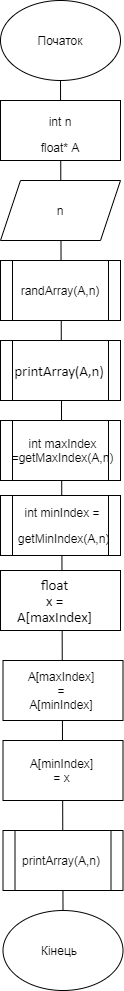 Початок
int n
float* A
n
randArray(A,n)
printArray(A,n)
int maxIndex
=getMaxIndex(A,n)
int minIndex =
getMinIndex(A,n)
float
x =
A[maxIndex]
A[maxIndex]
=
A[minIndex]
A[minIndex]
= x
printArray(A,n)
Кінець